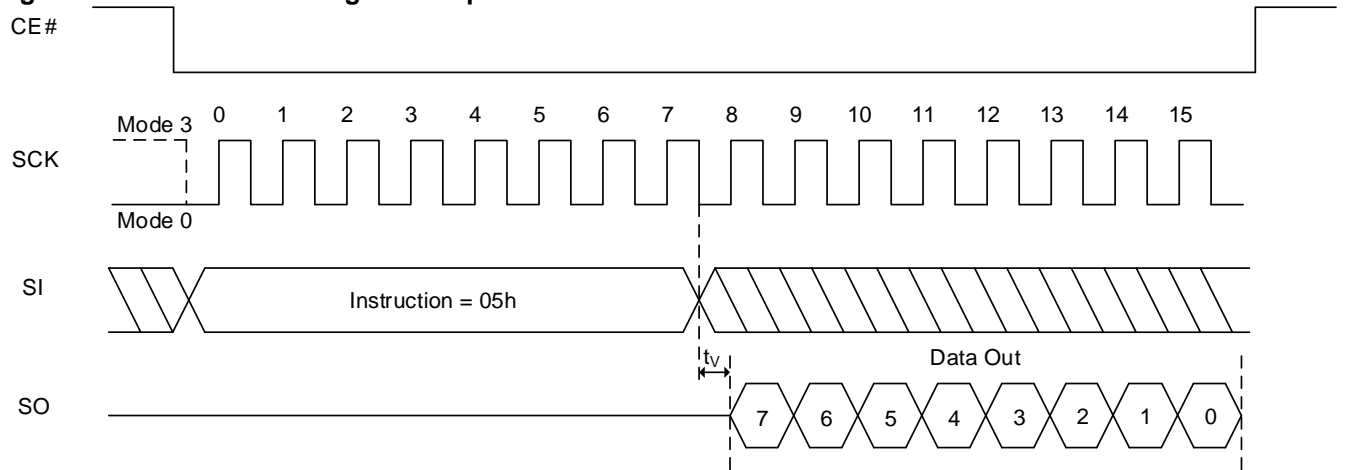 CE#
0 1 2 3 4 5 6 7 8 9 10 11 12 13 14 15
Mode 3
SCK
Mode 0
SI
Instruction = 05h
tV
Data Out
SO
7 6 5 4 3 2 1 0